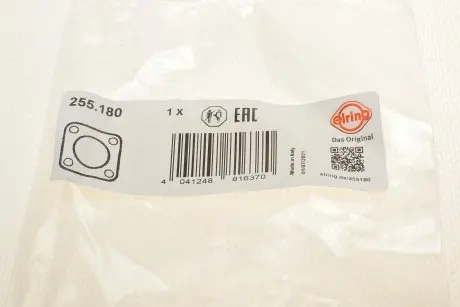 255.180
1 X
EAC
elring
Das Original
4 041248 816370
Made in Italy
elring.de/255180